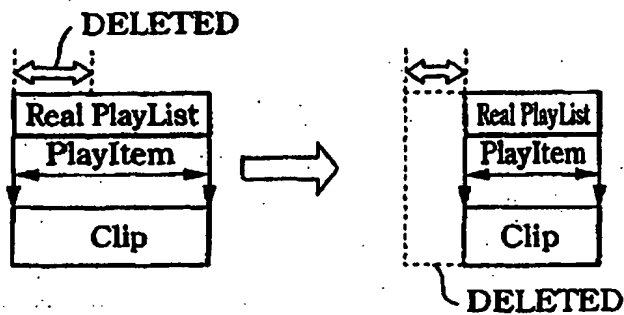 DELETED
Real PlayList
PlayItem
Clip
Real PlayList
PlayItem
Clip
DELETED